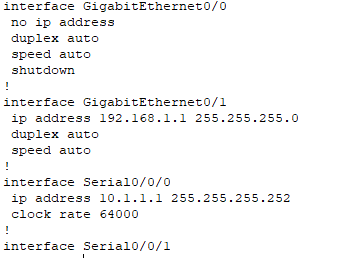 interface GigabitEthernet0/0
 no ip address
 duplex auto
 speed auto
 shutdown
!
interface GigabitEthernet0/1
 ip address 192.168.1.1 255.255.255.0
 duplex auto
 speed auto
!
interface Serial0/0/0
 ip address 10.1.1.1 255.255.255.252
 clock rate 64000
!
interface Serial0/0/1